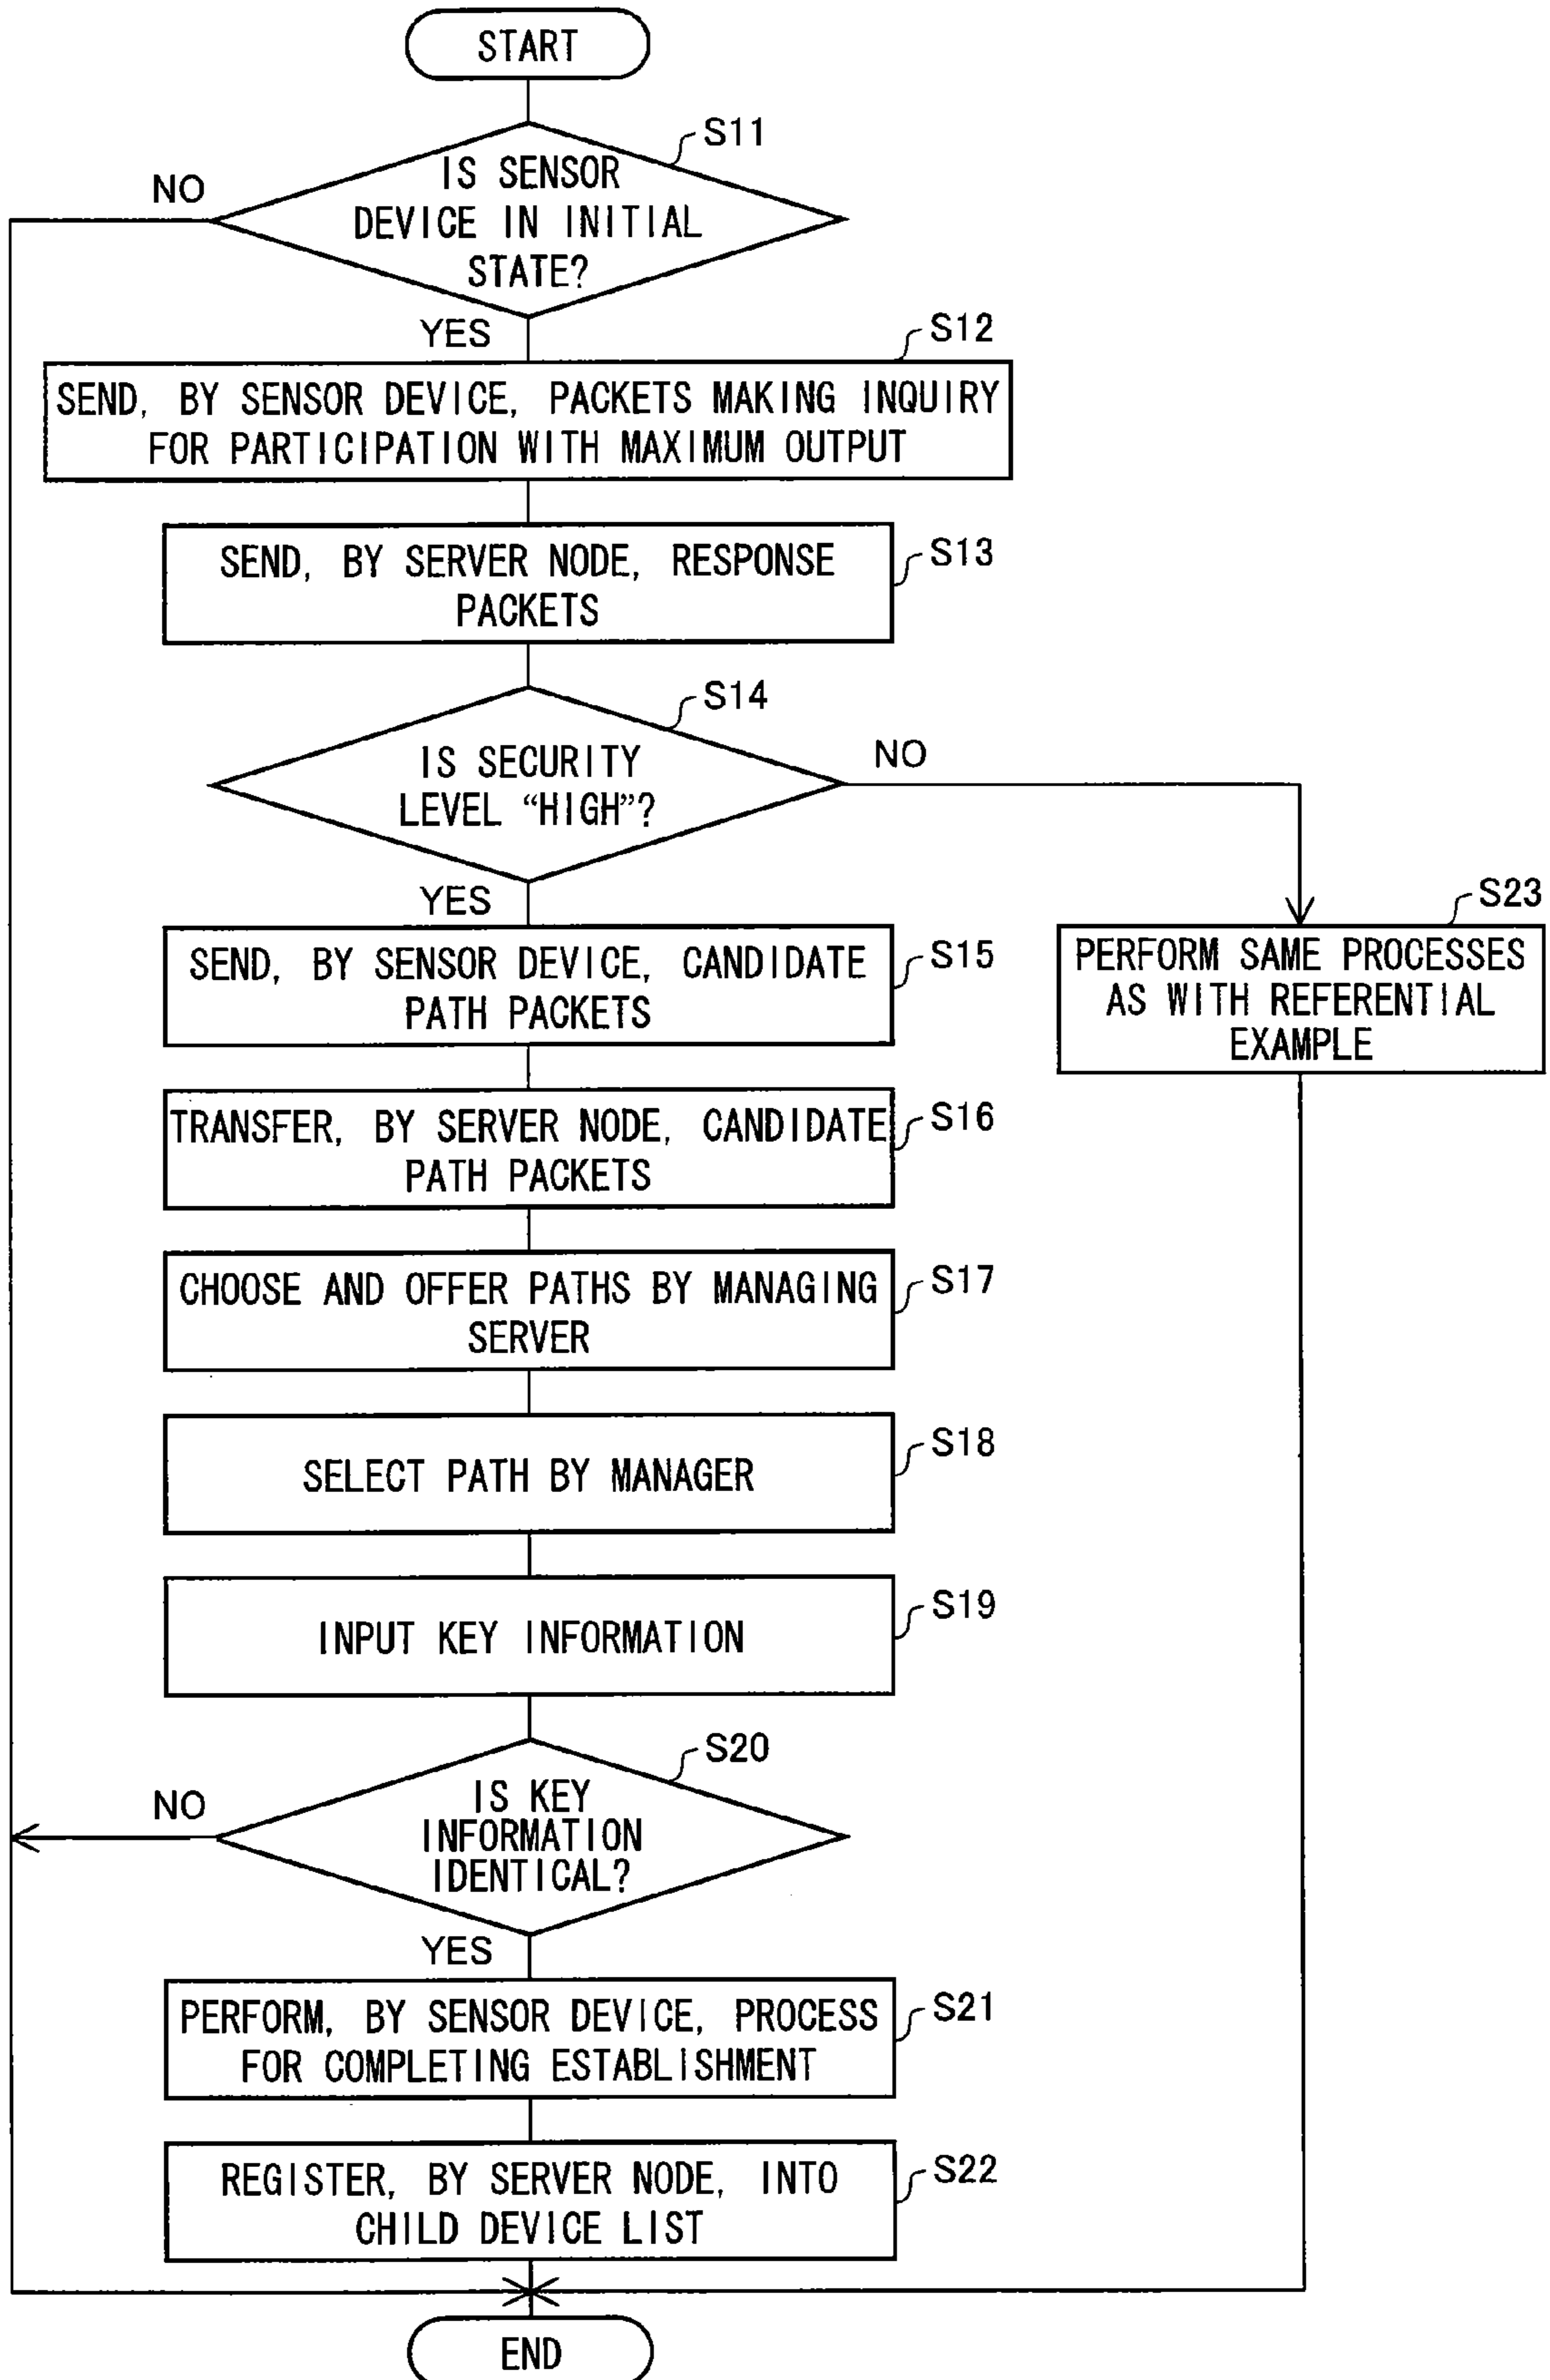 START
S11
IS SENSOR
DEVICE IN INITIAL
STATE?
NO
YES
S12
SEND, BY SENSOR DEVICE, PACKETS MAKING INQUIRY
FOR PARTICIPATION WITH MAXIMUM OUTPUT
S13
SEND, BY SERVER NODE, RESPONSE
PACKETS
S14
IS SECURITY
LEVEL “HIGH”?
NO
YES
S23
PERFORM SAME PROCESSES
AS WITH REFERENTIAL
EXAMPLE
S15
SEND, BY SENSOR DEVICE, CANDIDATE
PATH PACKETS
S16
TRANSFER, BY SERVER NODE, CANDIDATE
PATH PACKETS
S17
CHOOSE AND OFFER PATHS BY MANAGING
SERVER
S18
SELECT PATH BY MANAGER
S19
INPUT KEY INFORMATION
S20
IS KEY
INFORMATION
IDENTICAL?
NO
YES
S21
PERFORM, BY SENSOR DEVICE, PROCESS
FOR COMPLETING ESTABLISHMENT
S22
REGISTER, BY SERVER NODE, INTO
CHILD DEVICE LIST
END